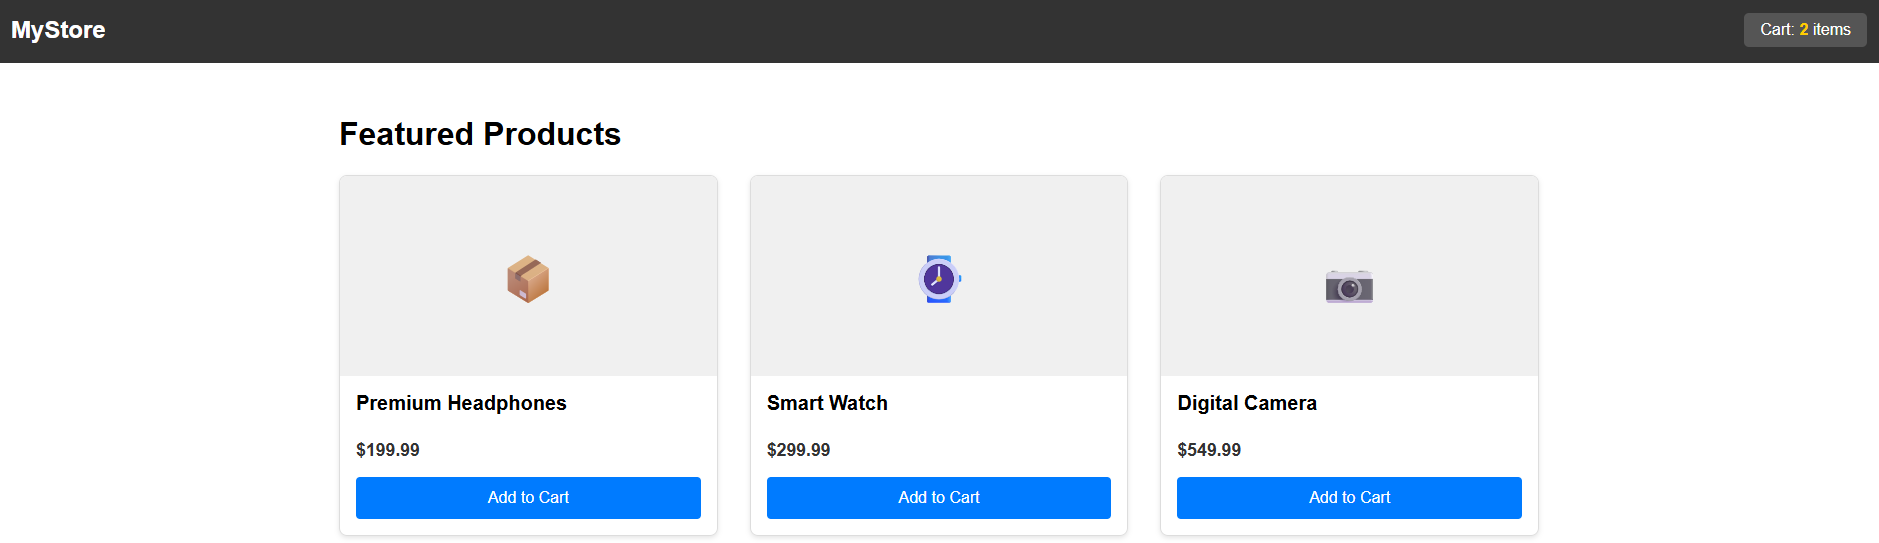 MyStore
Cart: 2 items
Featured Products
Premium Headphones
$199.99
Add to Cart
Smart Watch
$299.99
Add to Cart
Digital Camera
$549.99
Add to Cart